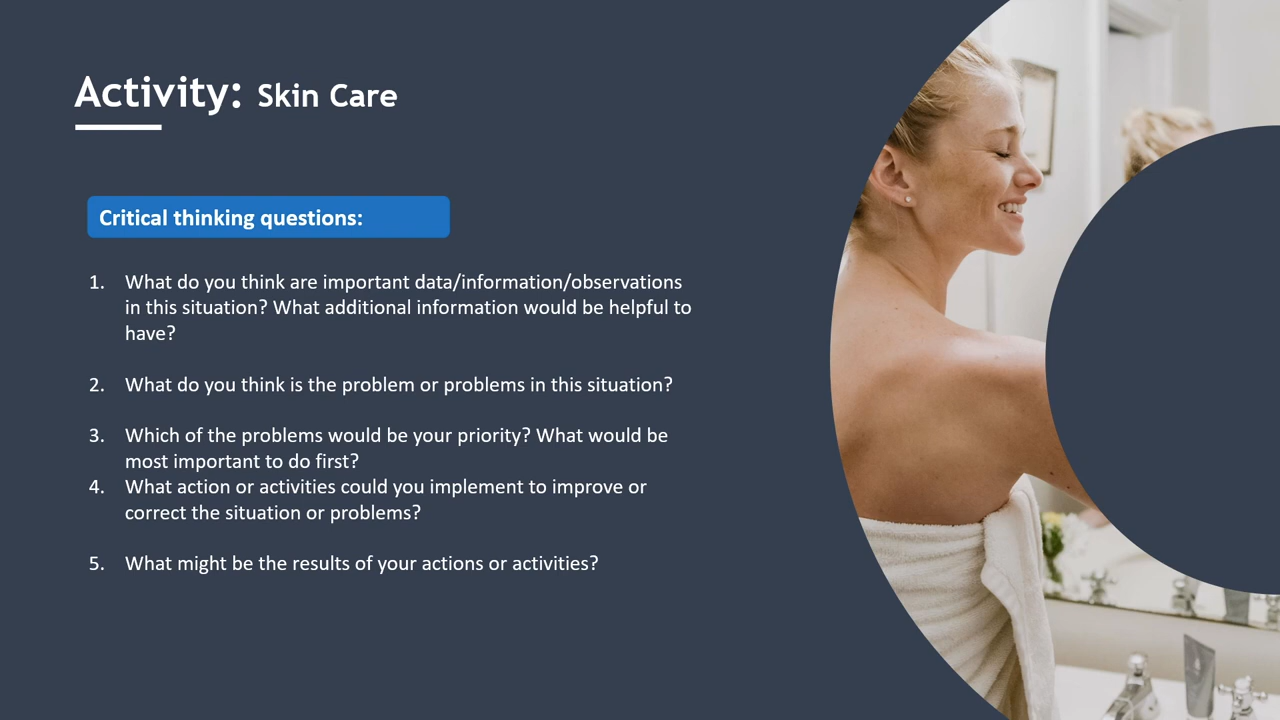 Activity: Skin Care
Critical thinking questions:
1. What do you think are important data/information/observations
in this situation? What additional information would be helpful to
have?
2. What do you think is the problem or problems in this situation?
3. Which of the problems would be your priority? What would be
most important to do first?
4. What action or activities could you implement to improve or
correct the situation or problems?
5. What might be the results of your actions or activities?